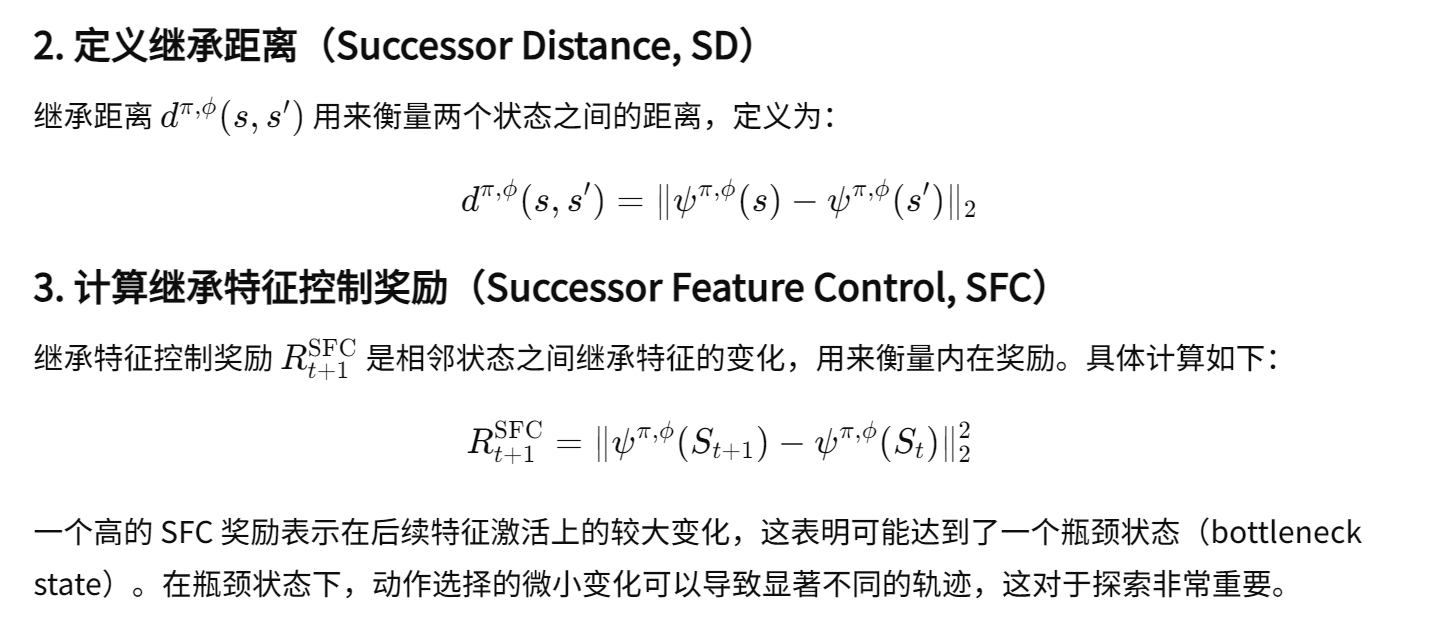 2. 定义继承距离（Successor Distance, SD）
继承距离 $d^{\pi,\phi}(s, s')$ 用来衡量两个状态之间的距离，定义为：
$d^{\pi,\phi}(s, s') = \|\psi^{\pi,\phi}(s) - \psi^{\pi,\phi}(s')\|_2$
3. 计算继承特征控制奖励（Successor Feature Control, SFC）
继承特征控制奖励 $R_{t+1}^{\text{SFC}}$ 是相邻状态之间继承特征的变化，用来衡量内在奖励。具体计算如下：
$R_{t+1}^{\text{SFC}} = \|\psi^{\pi,\phi}(S_{t+1}) - \psi^{\pi,\phi}(S_t)\|_2^2$
一个高的 SFC 奖励表示在后续特征激活上的较大变化，这表明可能达到了一个瓶颈状态（bottleneck
state）。在瓶颈状态下，动作选择的微小变化可以导致显著不同的轨迹，这对于探索非常重要。